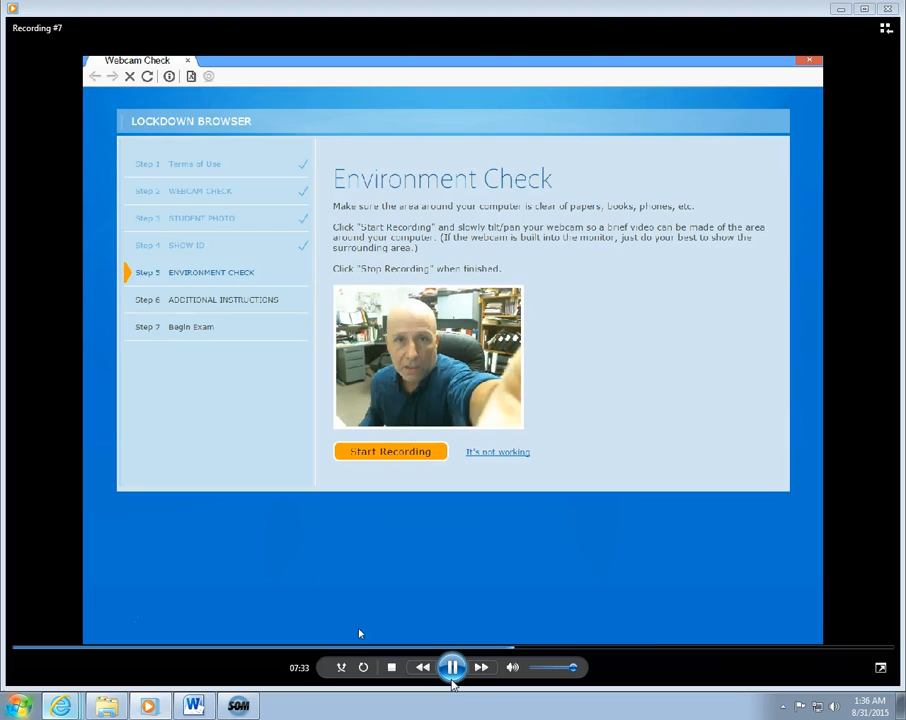 Recording #7
Webcam Check
LOCKDOWN BROWSER
Step 1 Terms of Use
Step 2 WEBCAM CHECK
Step 3 STUDENT PHOTO
Step 4 SHOW ID
Step 5 ENVIRONMENT CHECK
Step 6 ADDITIONAL INSTRUCTIONS
Step 7 Begin Exam
Environment Check
Make sure the area around your computer is clear of papers, books, phones, etc.
Click "Start Recording" and slowly tilt/pan your webcam so a brief video can be made of the area
around your computer. (If the webcam is built into the monitor, just do your best to show the
surrounding area.)
Click "Stop Recording" when finished.
Start Recording
It's not working
07:33
W
SOM
1:36 AM
8/31/2015